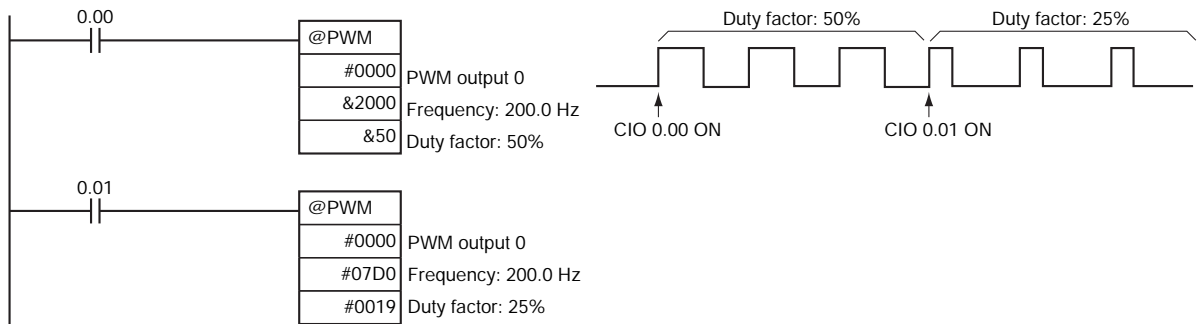 0.00
@PWM
#0000 PWM output 0
&2000 Frequency: 200.0 Hz
&50 Duty factor: 50%
Duty factor: 50% Duty factor: 25%
CIO 0.00 ON CIO 0.01 ON
0.01
@PWM
#0000 PWM output 0
#07D0 Frequency: 200.0 Hz
#0019 Duty factor: 25%